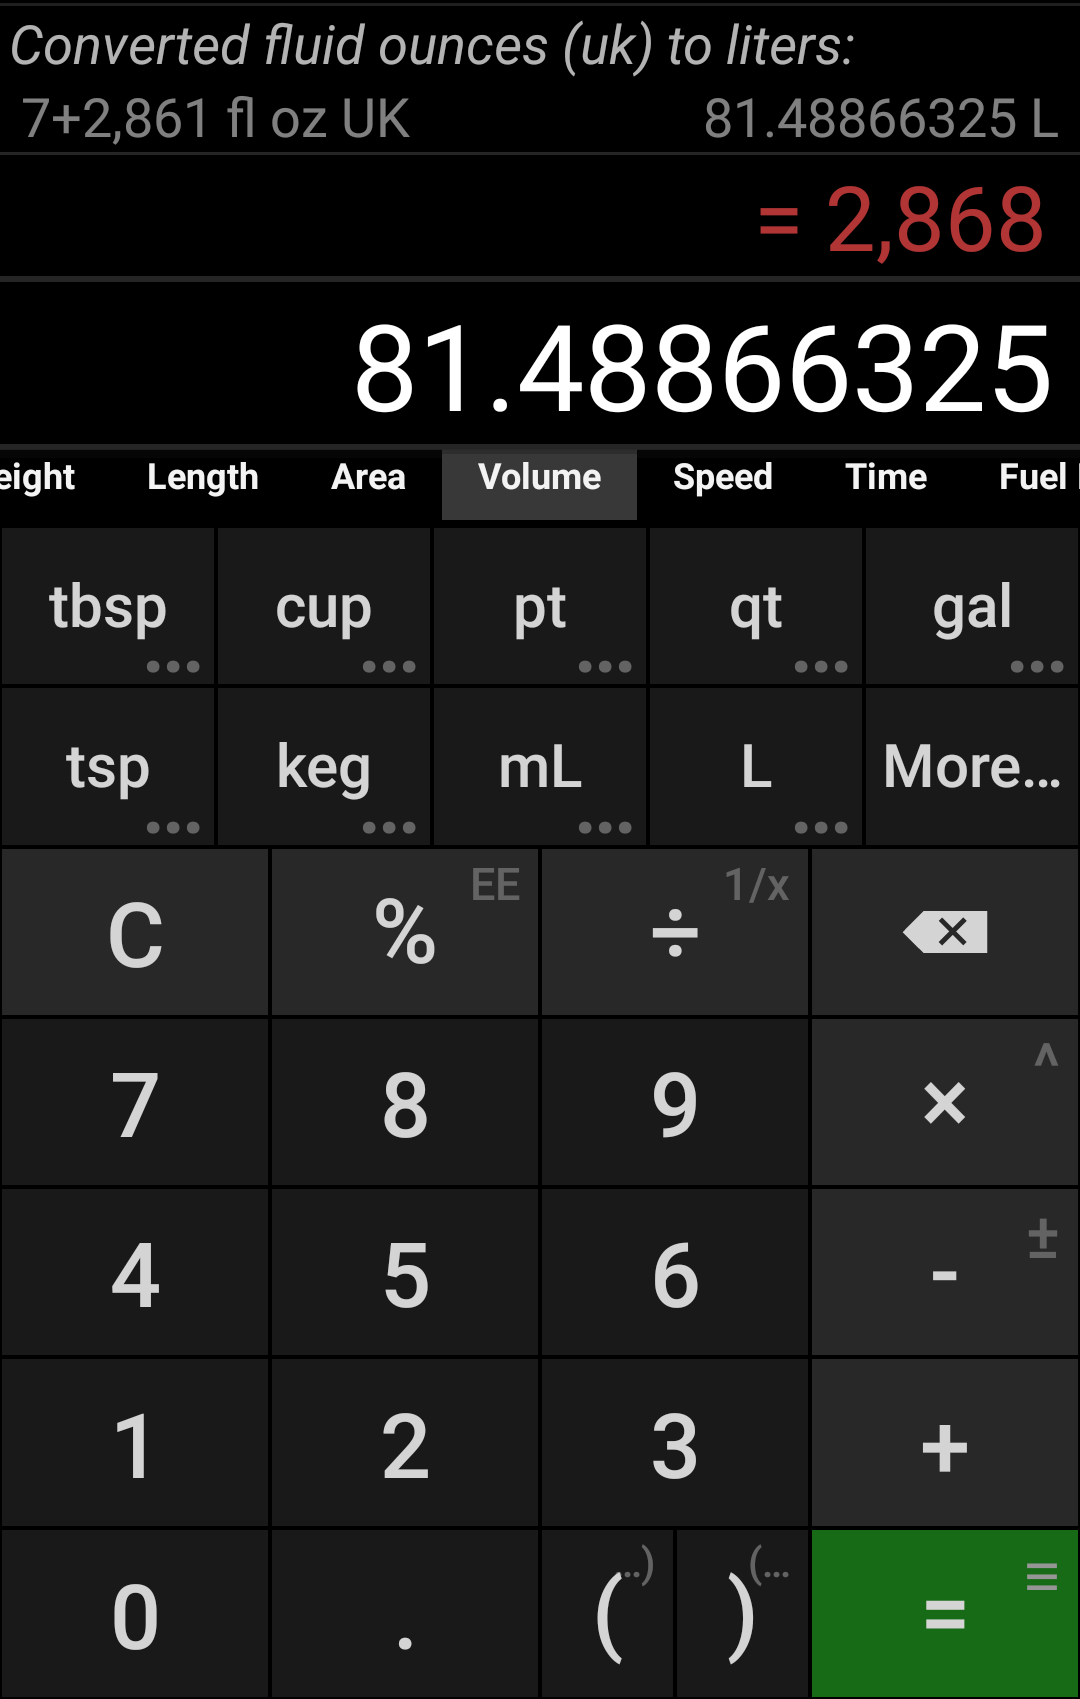 Converted fluid ounces (uk) to liters:
7+2,861 fl oz UK 81.48866325 L
= 2,868
81.48866325
eight Length Area Volume Speed Time Fuel
tbsp cup pt qt gal
tsp keg mL L More...
C % EE ÷ 1/x
7 8 9 × ^
4 5 6 - ±
1 2 3 + 
0 . ( ..) ) (... = ≡